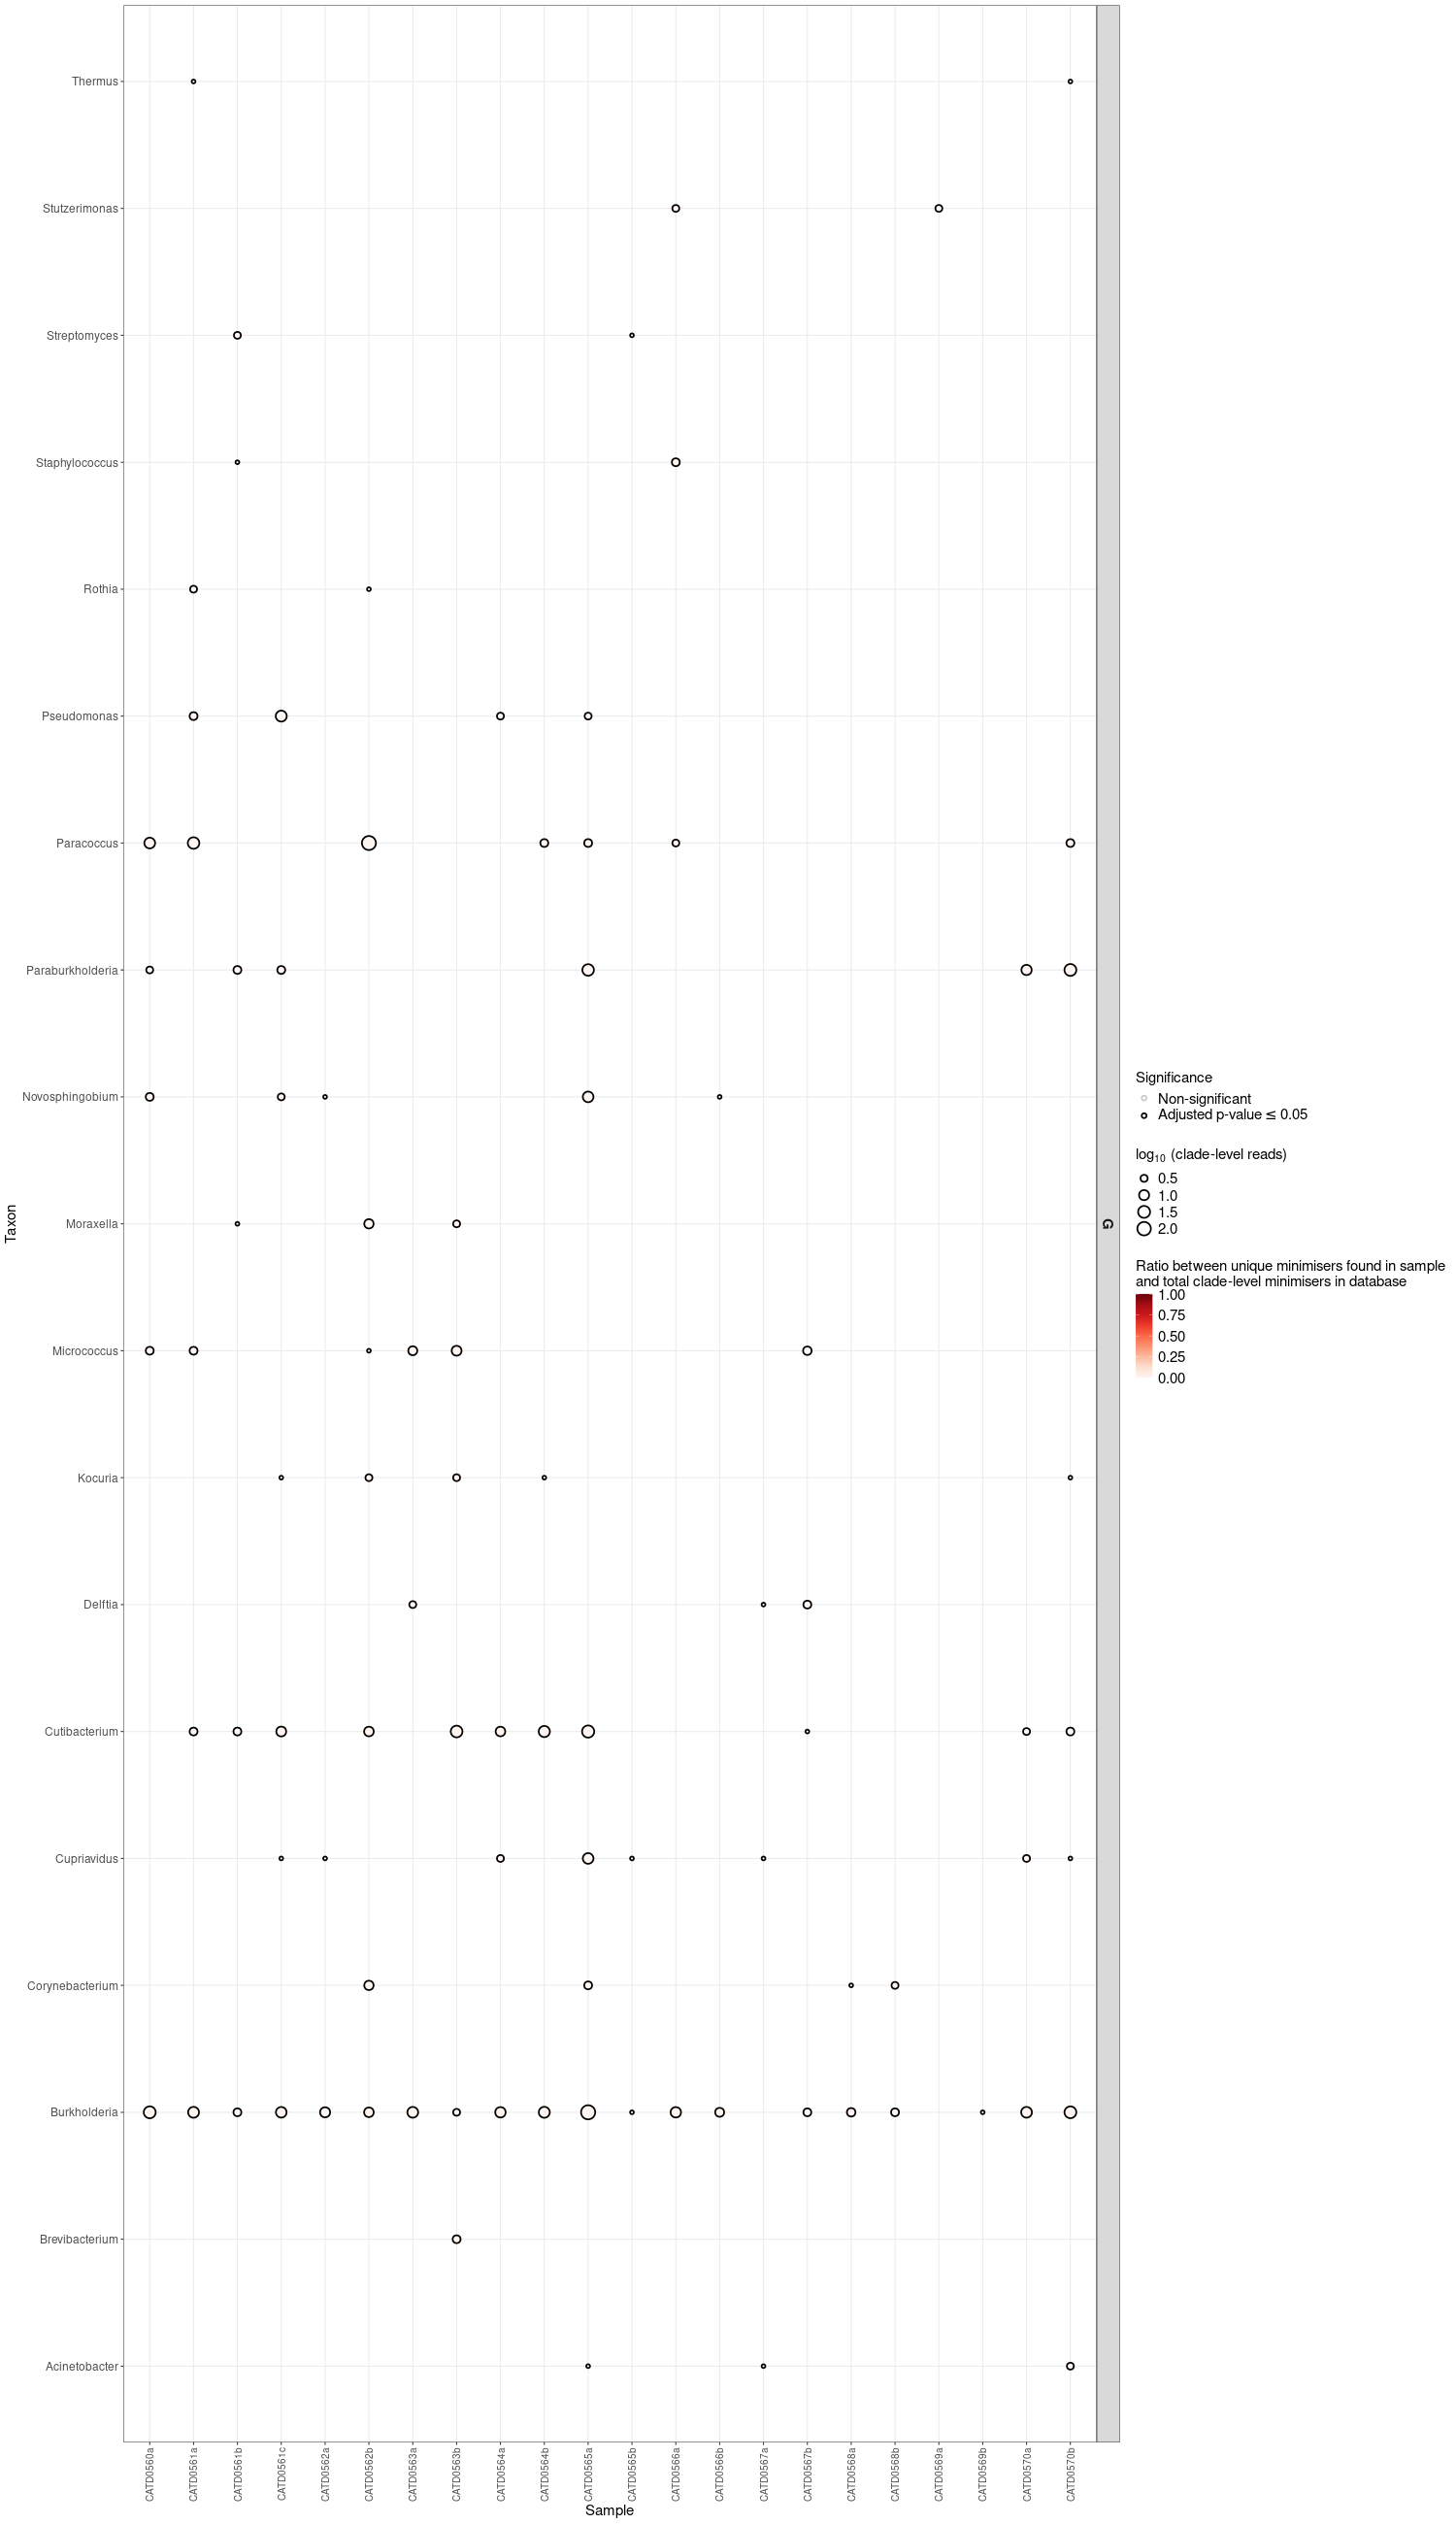 Thermus
Stutzerimonas
Streptomyces
Staphylococcus
Rothia
Pseudomonas
Paracoccus
Paraburkholderia
Novosphingobium
Moraxella
Micrococcus
Kocuria
Delftia
Cutibacterium
Cupriavidus
Corynebacterium
Burkholderia
Brevibacterium
Acinetobacter
Taxon
CATD0560a
CATD0561a
CATD0561b
CATD0561c
CATD0562a
CATD0562b
CATD0563a
CATD0563b
CATD0564a
CATD0564b
CATD0565a
CATD0565b
CATD0566a
CATD0566b
CATD0567a
CATD0567b
CATD0568a
CATD0568b
CATD0569a
CATD0569b
CATD0570a
CATD0570b
Sample
G
Significance
Non-significant
Adjusted p-value ≤ 0.05
log10 (clade-level reads)
0.5
1.0
1.5
2.0
Ratio between unique minimisers found in sample
and total clade-level minimisers in database
1.00
0.75
0.50
0.25
0.00